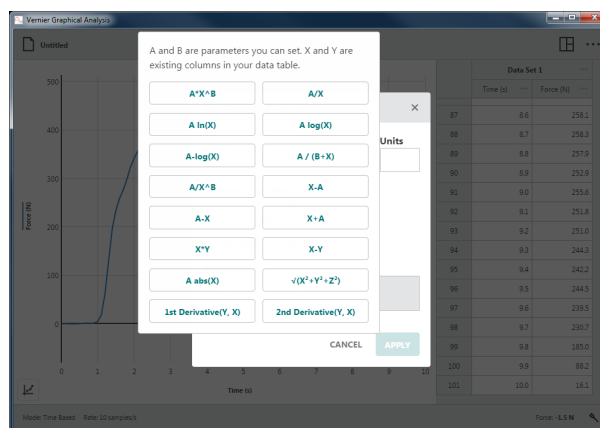 Vernier Graphical Analysis
Untitled
A and B are parameters you can set. X and Y are
existing columns in your data table.
A*X^B
A/X
A ln(X)
A log(X)
A-log(X)
A / (B+X)
A/X^B
X-A
A-X
X+A
X*Y
X-Y
A abs(X)
√(X²+Y²+Z²)
1st Derivative(Y, X)
2nd Derivative(Y, X)
Units
CANCEL
APPLY
500
400
300
200
100
0
Force (N)
0 1 2 3 4 5 6 7 8 9 10
Time (s)
Data Set 1
Time (s) Force (N)
87 8.6 258.1
88 8.7 258.3
89 8.8 257.9
90 8.9 252.9
91 9.0 255.6
92 9.1 251.8
93 9.2 251.0
94 9.3 244.3
95 9.4 242.2
96 9.5 244.5
97 9.6 239.5
98 9.7 230.7
99 9.8 185.0
100 9.9 88.2
101 10.0 16.1
Mode: Time Based Rate: 10 samples/s
Force: -1.5 N